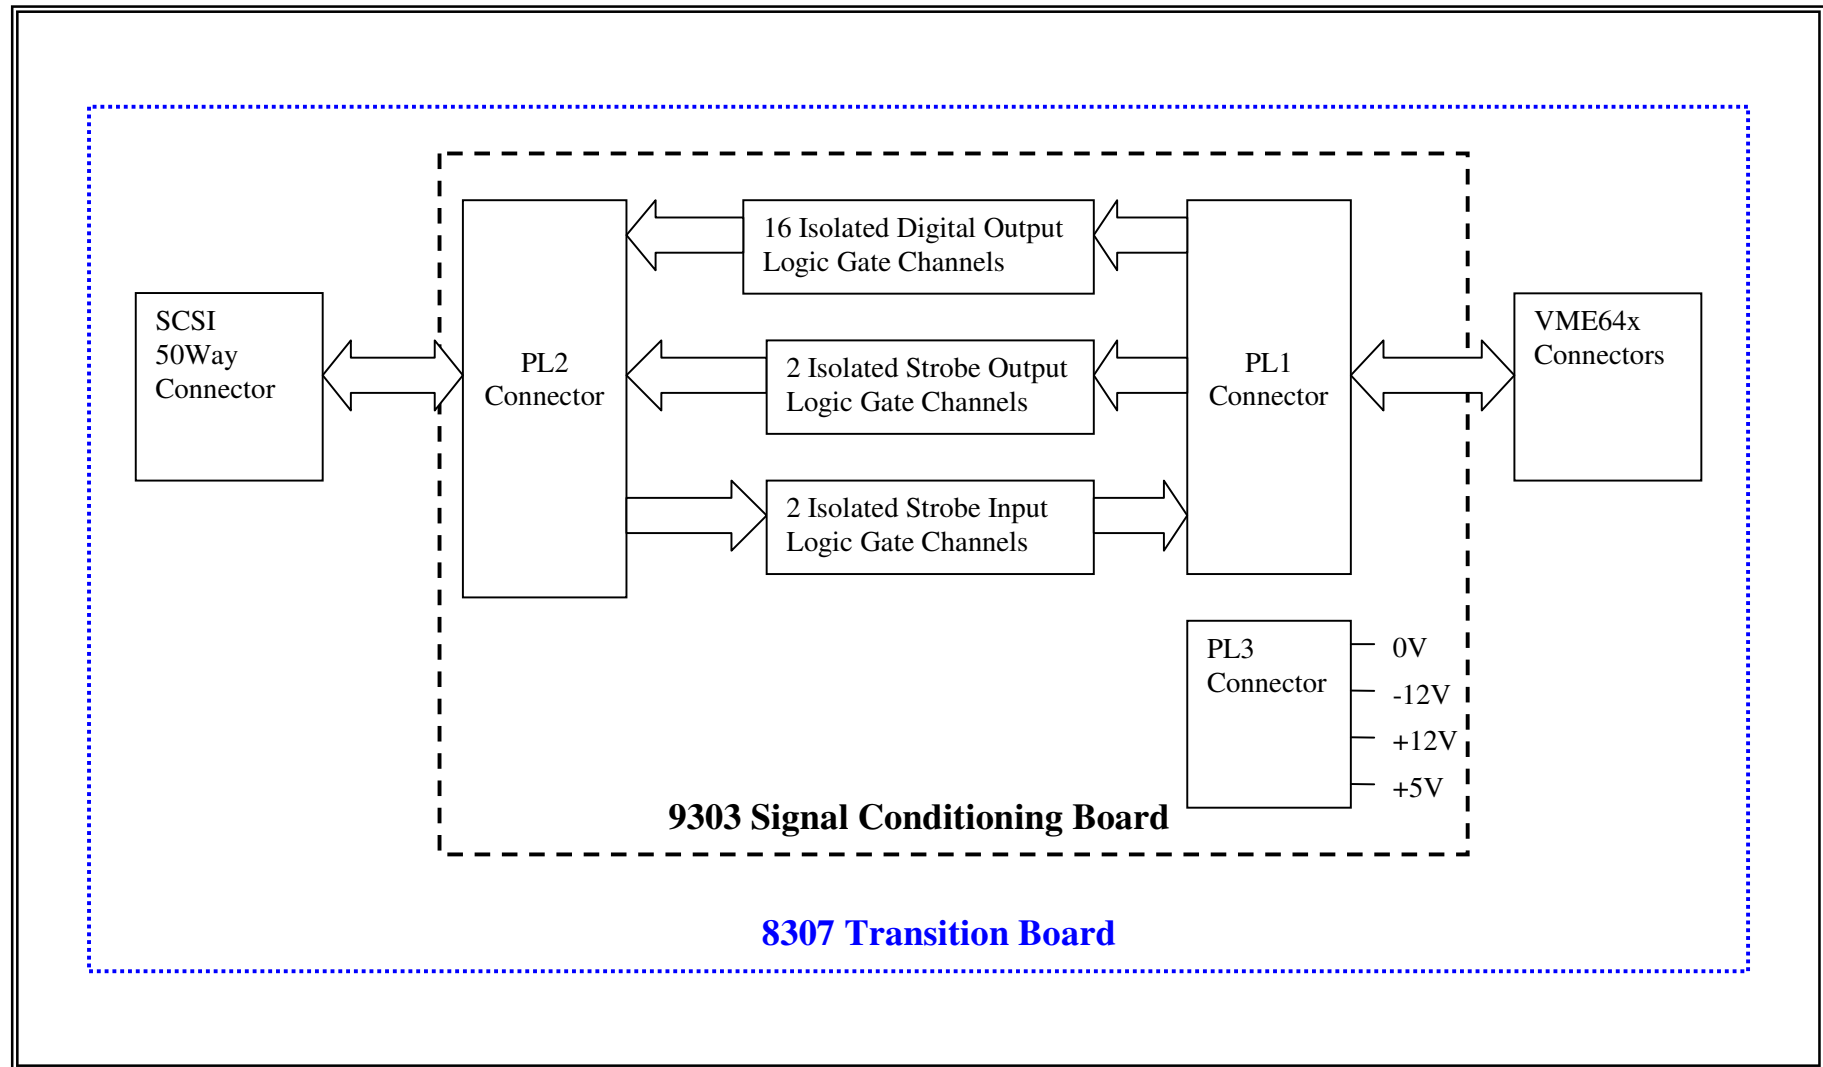 16 Isolated Digital Output
Logic Gate Channels
SCSI
50Way
Connector
PL2
Connector
2 Isolated Strobe Output
Logic Gate Channels
PL1
Connector
VME64x
Connectors
2 Isolated Strobe Input
Logic Gate Channels
PL3
Connector
0V
-12V
+12V
+5V
9303 Signal Conditioning Board
8307 Transition Board